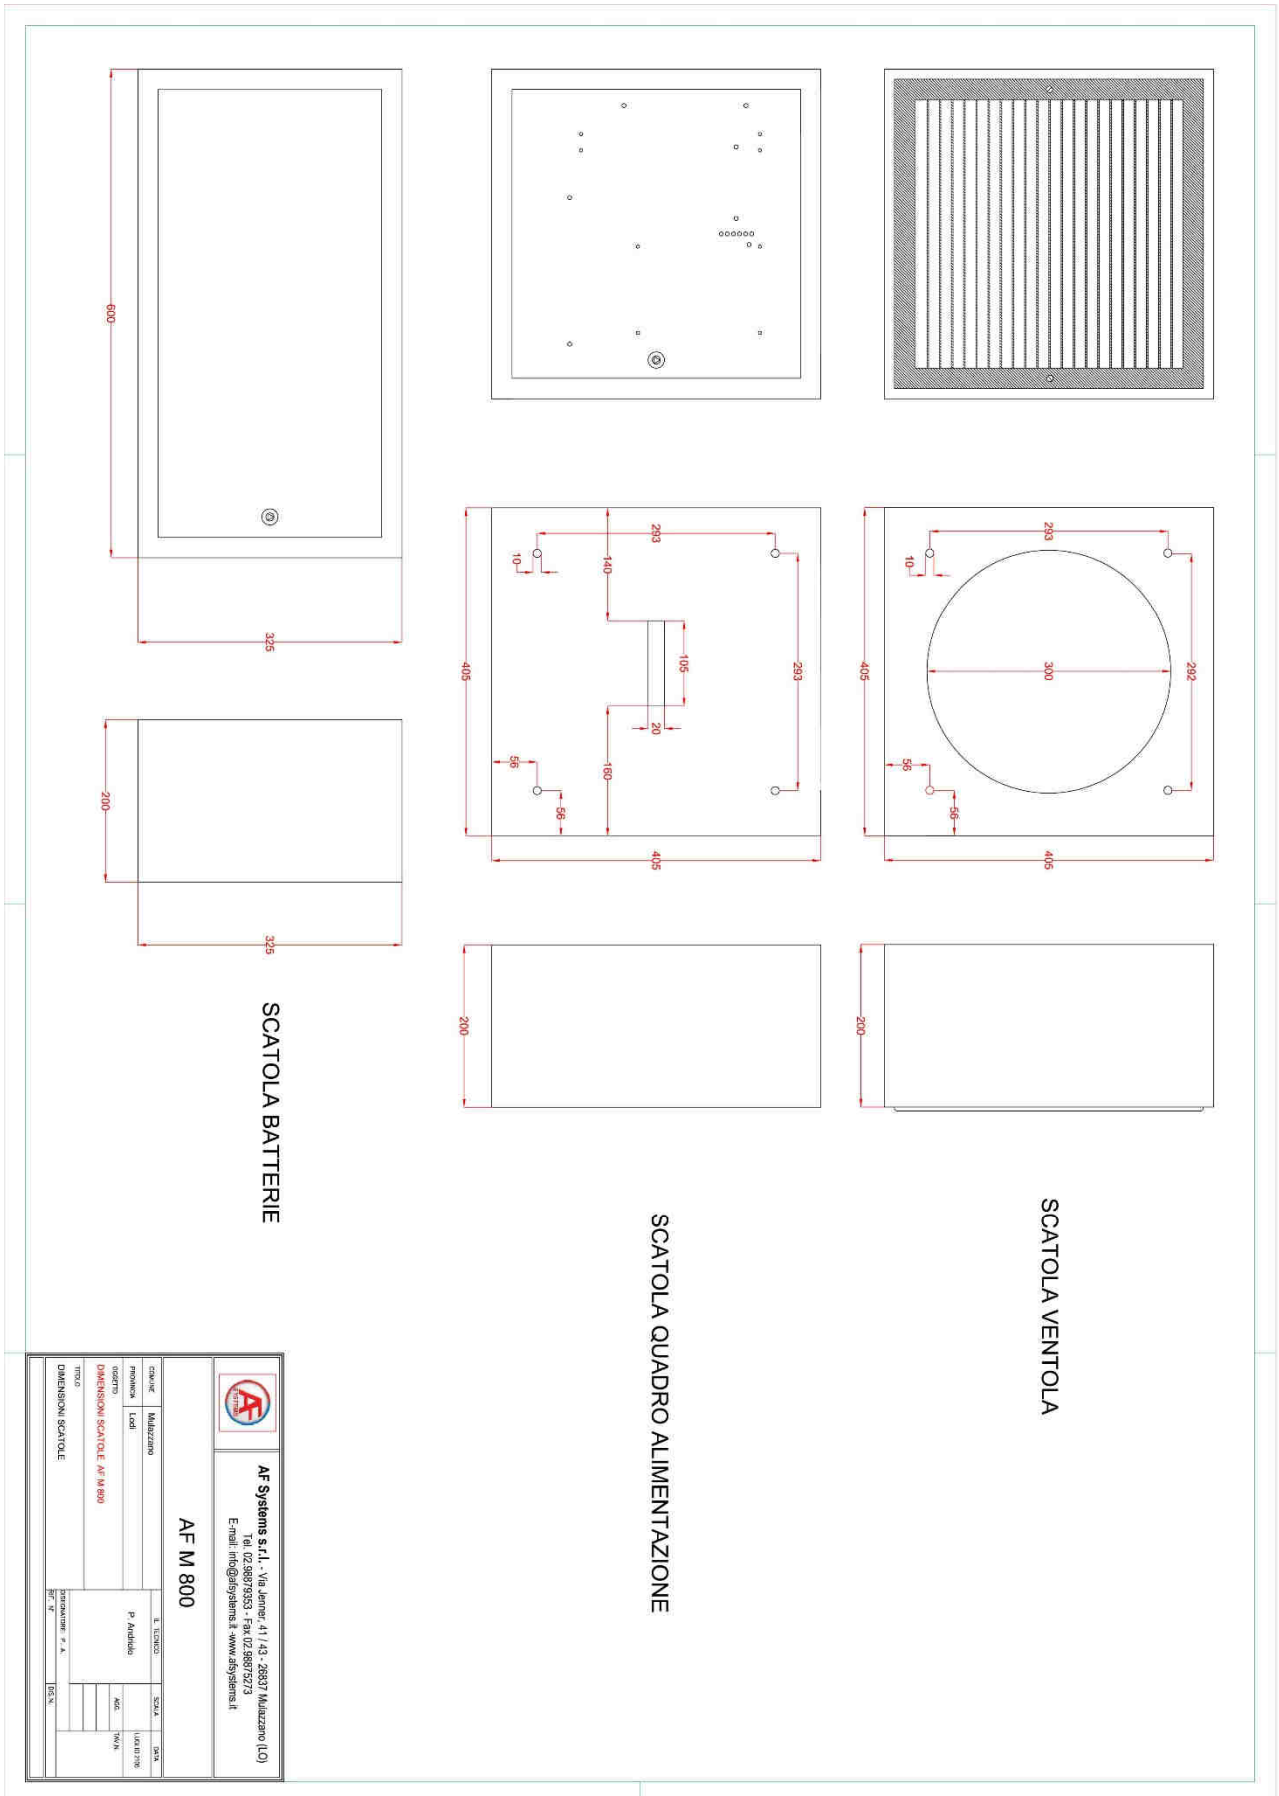 SCATOLA VENTOLA
293
10
300
292
405
56
56
405
200
SCATOLA QUADRO ALIMENTAZIONE
293
140
10
105
293
405
20
160
56
56
405
200
SCATOLA BATTERIE
600
325
200
325
AF SYSTEMS
AF Systems s.r.l. - Via Jenner, 41 / 43 - 26837 Mulazzano (LO)
Tel. 02.98879353 - Fax 02.98875273
E-mail: info@afsystems.it -www.afsystems.it
AF M 800
COMUNE Mulazzano
IL TECNICO
SCALA
DATA
PROVINCIA Lodi
P. Andriolo
OGGETTO
AGG.
TAV.N.
DIMENSIONI SCATOLE AF M 800
TITOLO
DISEGNATORE: P. A.
DIMENSIONI SCATOLE
RIF. N°
DIS.N.